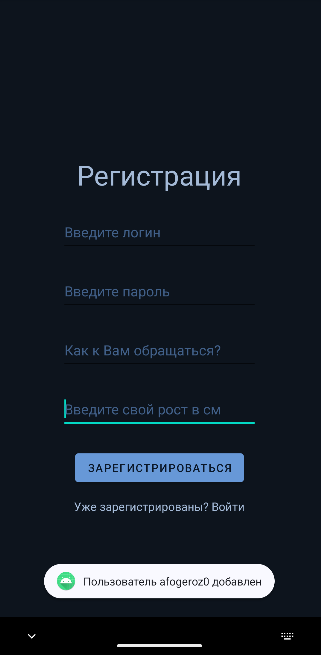 Регистрация
Введите логин
Введите пароль
Как к Вам обращаться?
Введите свой рост в см
ЗАРЕГИСТРИРОВАТЬСЯ
Уже зарегистрированы? Войти
Пользователь afogeroz0 добавлен